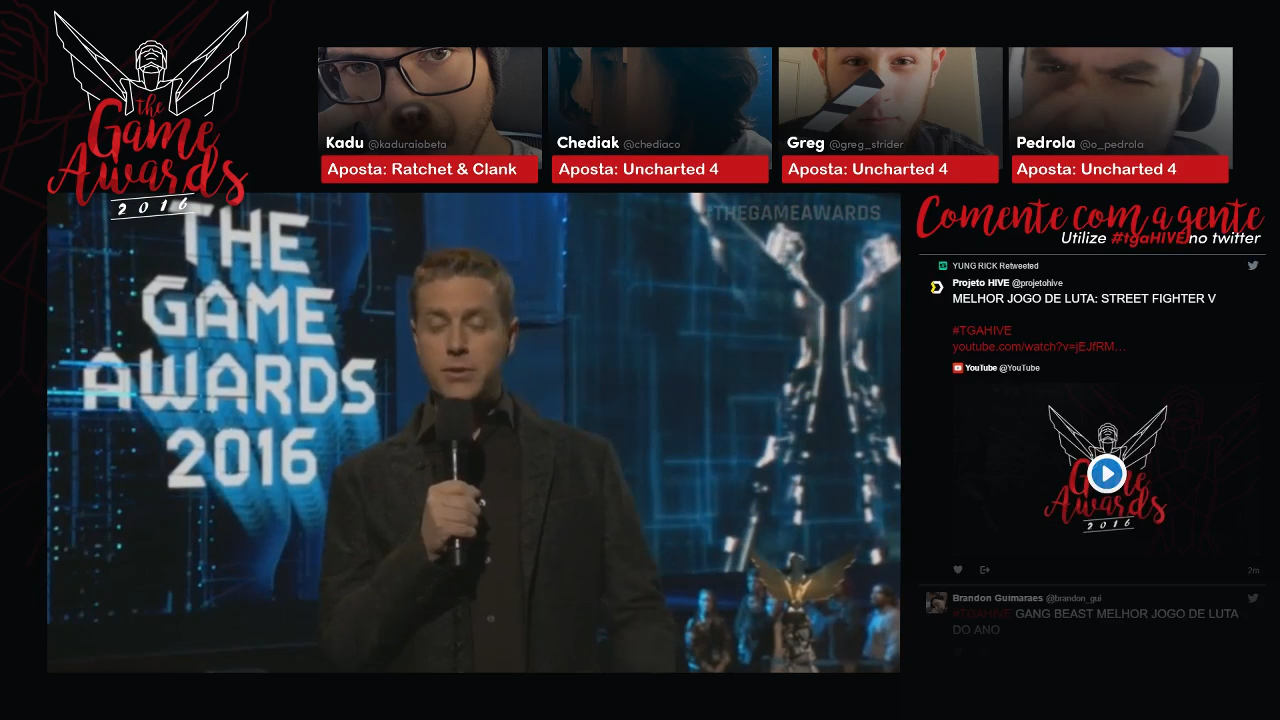 the
Game
Awards
2016
Kadu @kaduraiobeta
Aposta: Ratchet & Clank
Chediak @chediaco
Aposta: Uncharted 4
Greg @greg_strider
Aposta: Uncharted 4
Pedrola @o_pedrola
Aposta: Uncharted 4
THE
GAME
AWARDS
2016
#THEGAMEAWARDS
Comente com a gente
Utilize #tgaHIVE no twitter
YUNG RICK Retweeted
Projeto HIVE @projetohive
MELHOR JOGO DE LUTA: STREET FIGHTER V
#TGAHIVE
youtube.com/watch?v=jEJfRM…
YouTube @YouTube
Game
Awards
2016
2m
Brandon Guimaraes @brandon_gui
#TGAHIVE GANG BEAST MELHOR JOGO DE LUTA
DO ANO